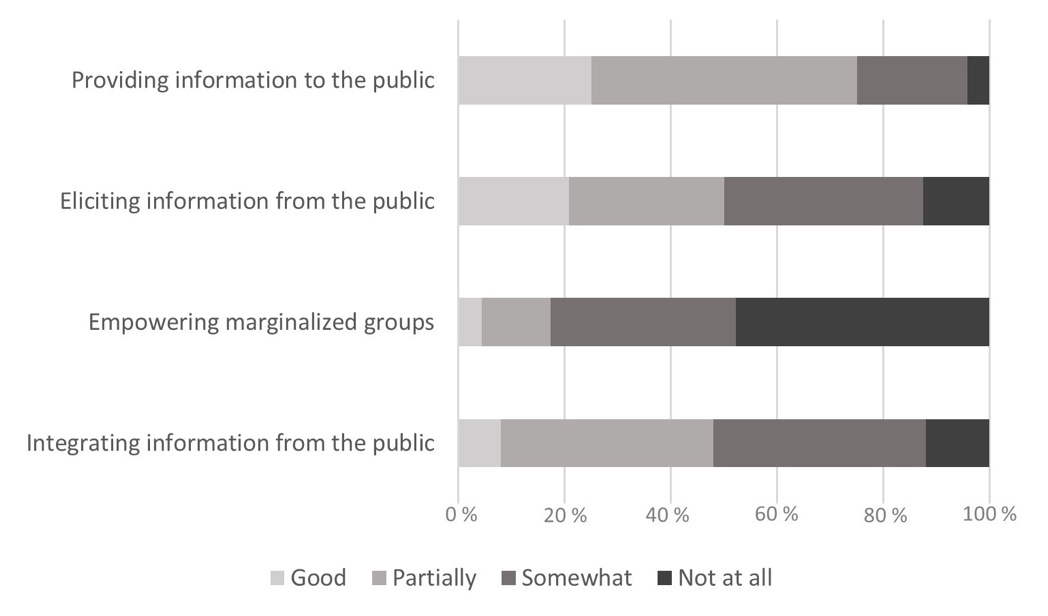 Providing information to the public
Eliciting information from the public
Empowering marginalized groups
Integrating information from the public
0 % 20 % 40 % 60 % 80 % 100 %
Good Partially Somewhat Not at all